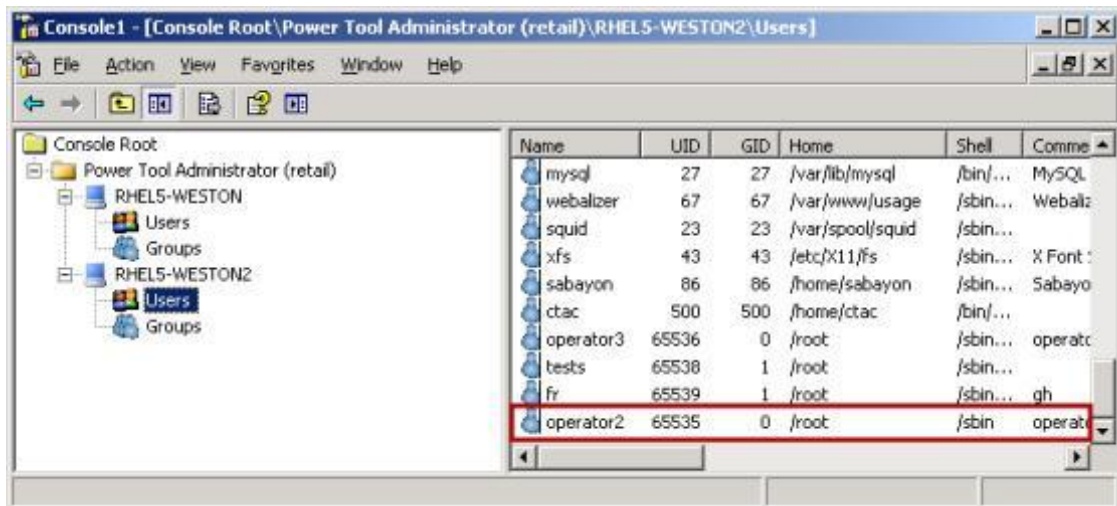 Console1 - [Console Root\Power Tool Administrator (retail)\RHEL5-WESTON2\Users]
File Action View Favorites Window Help
Console Root
Power Tool Administrator (retail)
RHEL5-WESTON
Users
Groups
RHEL5-WESTON2
Users
Groups
Name UID GID Home Shell Comme
mysql 27 27 /var/lib/mysql /bin/... MySQL
webalizer 67 67 /var/www/usage /sbin... Webaliz
squid 23 23 /var/spool/squid /sbin...
xfs 43 43 /etc/X11/fs /sbin... X Font
sabayon 86 86 /home/sabayon /sbin... Sabayo
ctac 500 500 /home/ctac /bin/...
operator3 65536 0 /root /sbin... operatc
tests 65538 1 /root /sbin...
fr 65539 1 /root /sbin... gh
operator2 65535 0 /root /sbin operat